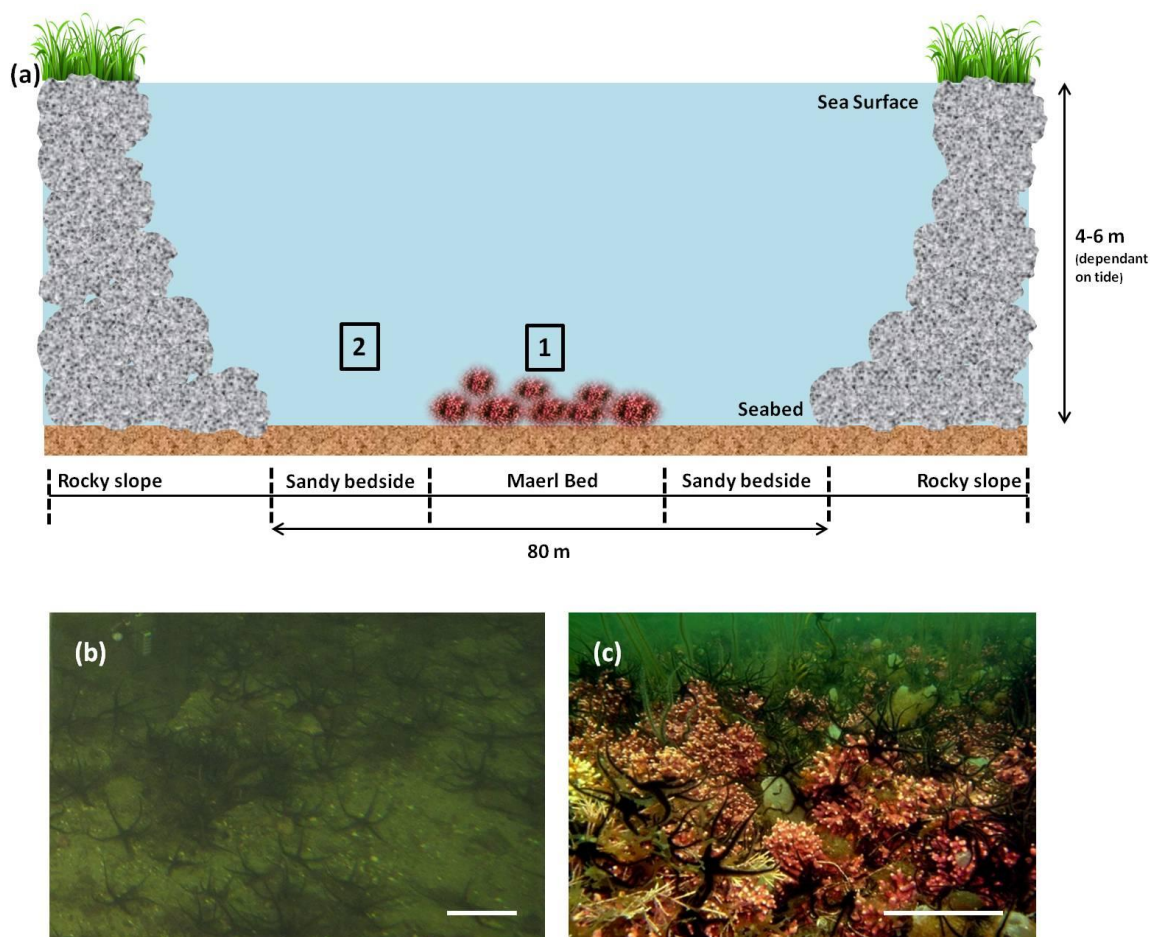 (a)
Sea Surface
4-6 m
(dependant
on tide)
2
1
Seabed
Rocky slope
Sandy bedside
Maerl Bed
Sandy bedside
Rocky slope
80 m
(b)
(c)